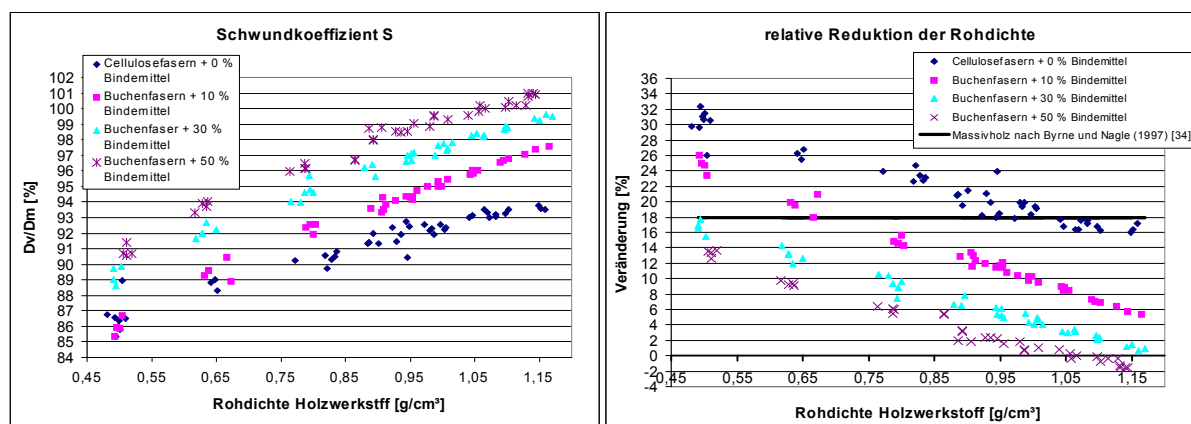 Schwundkoeffizient S
Cellulosefasern + 0 %
Bindemittel
Buchenfasern + 10 %
Bindemittel
Buchenfaser + 30 %
Bindemittel
Buchenfasern + 50 %
Bindemittel
Dv/Dm [%]
102
101
100
99
98
97
96
95
94
93
92
91
90
89
88
87
86
85
84
0,45 0,55 0,65 0,75 0,85 0,95 1,05 1,15
Rohdichte Holzwerkstff [g/cm³]
relative Reduktion der Rohdichte
Cellulosefasern + 0 % Bindemittel
Buchenfasern + 10 % Bindemittel
Buchenfasern + 30 % Bindemittel
Buchenfasern + 50 % Bindemittel
Massivholz nach Byrne und Nagle (1997) [34]
Veränderung [%]
36
34
32
30
28
26
24
22
20
18
16
14
12
10
8
6
4
2
0
-2
-4
0,45 0,55 0,65 0,75 0,85 0,95 1,05 1,15
Rohdichte Holzwerkstoff [g/cm³]